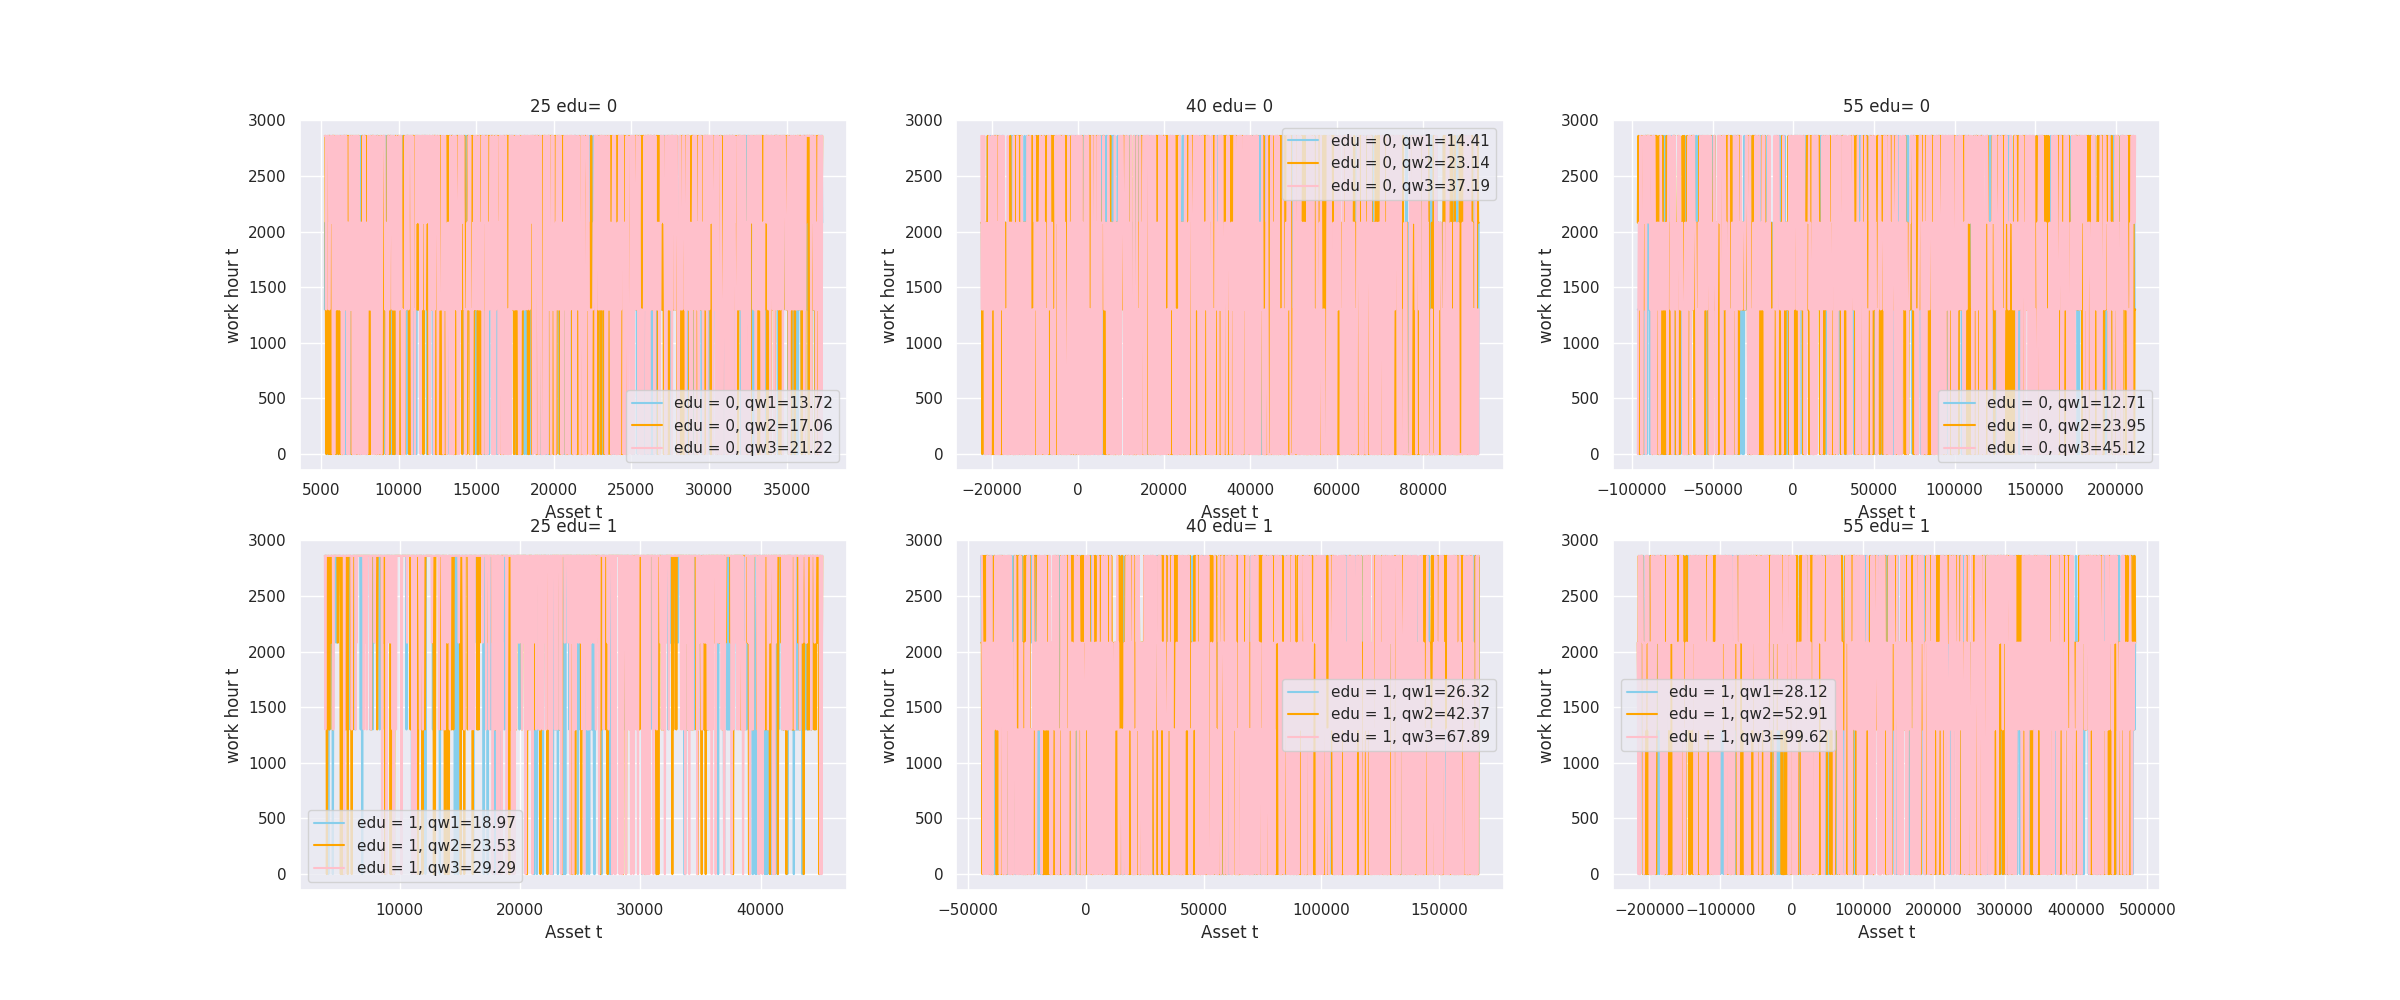 25 edu= 0
3000
2500
2000
1500
1000
500
0
work hour t
edu = 0, qw1=13.72
edu = 0, qw2=17.06
edu = 0, qw3=21.22
5000 10000 15000 20000 25000 30000 35000
Asset t
40 edu= 0
3000
2500
2000
1500
1000
500
0
work hour t
edu = 0, qw1=14.41
edu = 0, qw2=23.14
edu = 0, qw3=37.19
−20000 0 20000 40000 60000 80000
Asset t
55 edu= 0
3000
2500
2000
1500
1000
500
0
work hour t
edu = 0, qw1=12.71
edu = 0, qw2=23.95
edu = 0, qw3=45.12
−100000 −50000 0 50000 100000 150000 200000
Asset t
25 edu= 1
3000
2500
2000
1500
1000
500
0
work hour t
edu = 1, qw1=18.97
edu = 1, qw2=23.53
edu = 1, qw3=29.29
10000 20000 30000 40000
Asset t
40 edu= 1
3000
2500
2000
1500
1000
500
0
work hour t
edu = 1, qw1=26.32
edu = 1, qw2=42.37
edu = 1, qw3=67.89
−50000 0 50000 100000 150000
Asset t
55 edu= 1
3000
2500
2000
1500
1000
500
0
work hour t
edu = 1, qw1=28.12
edu = 1, qw2=52.91
edu = 1, qw3=99.62
−200000 −100000 0 100000 200000 300000 400000 500000
Asset t